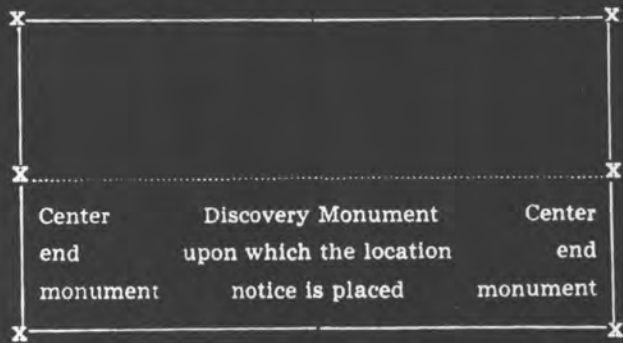 X X
X X
Center Discovery Monument Center
end upon which the location end
monument notice is placed monument
X X